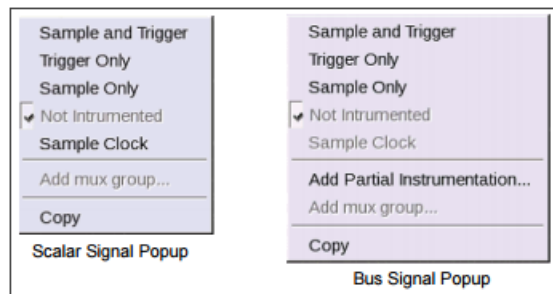 Sample and Trigger
Trigger Only
Sample Only
Not Intrumented
Sample Clock
Add mux group...
Copy
Scalar Signal Popup
Sample and Trigger
Trigger Only
Sample Only
Not Intrumented
Sample Clock
Add Partial Instrumentation...
Add mux group...
Copy
Bus Signal Popup